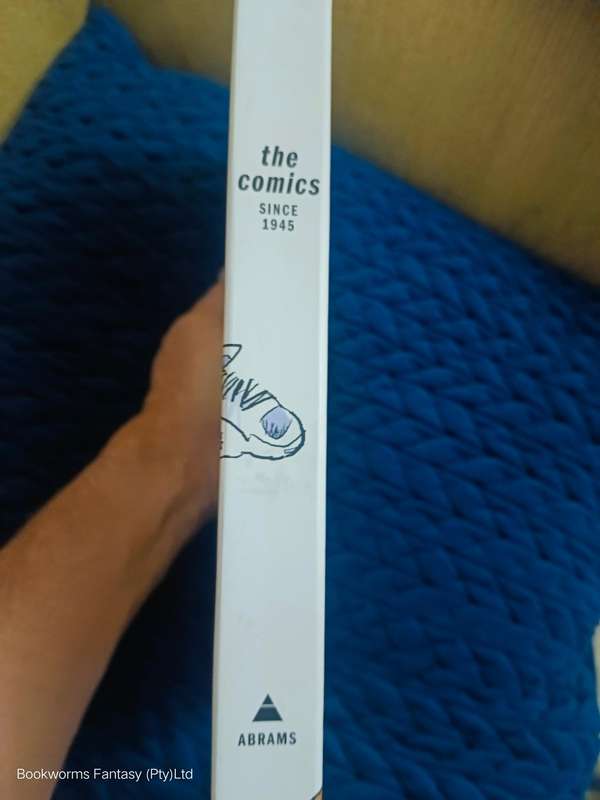 the
comics
SINCE
1945
ABRAMS
Bookworms Fantasy (Pty)Ltd